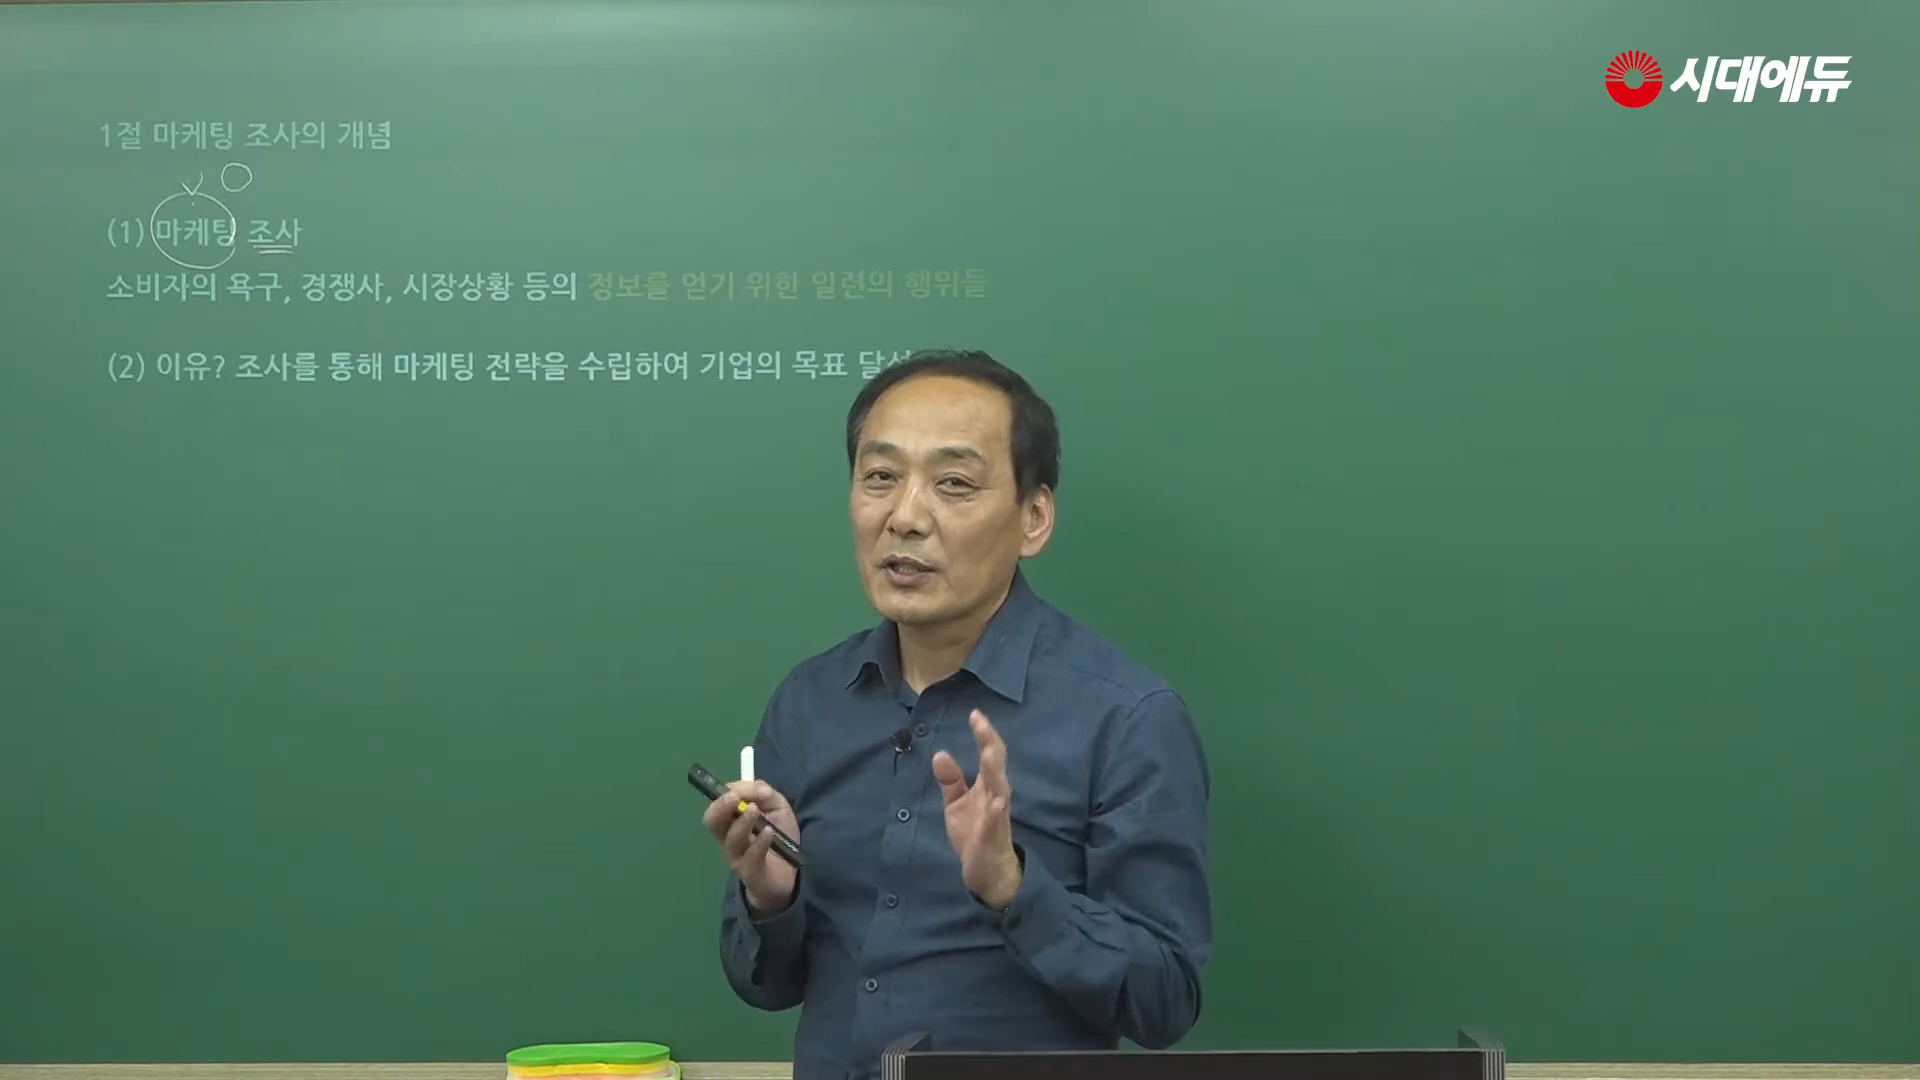 시대에듀
1절 마케팅 조사의 개념
(1) 마케팅 조사
소비자의 욕구, 경쟁사, 시장상황 등의 정보를 얻기 위한 일련의 행위들
(2) 이유? 조사를 통해 마케팅 전략을 수립하여 기업의 목표